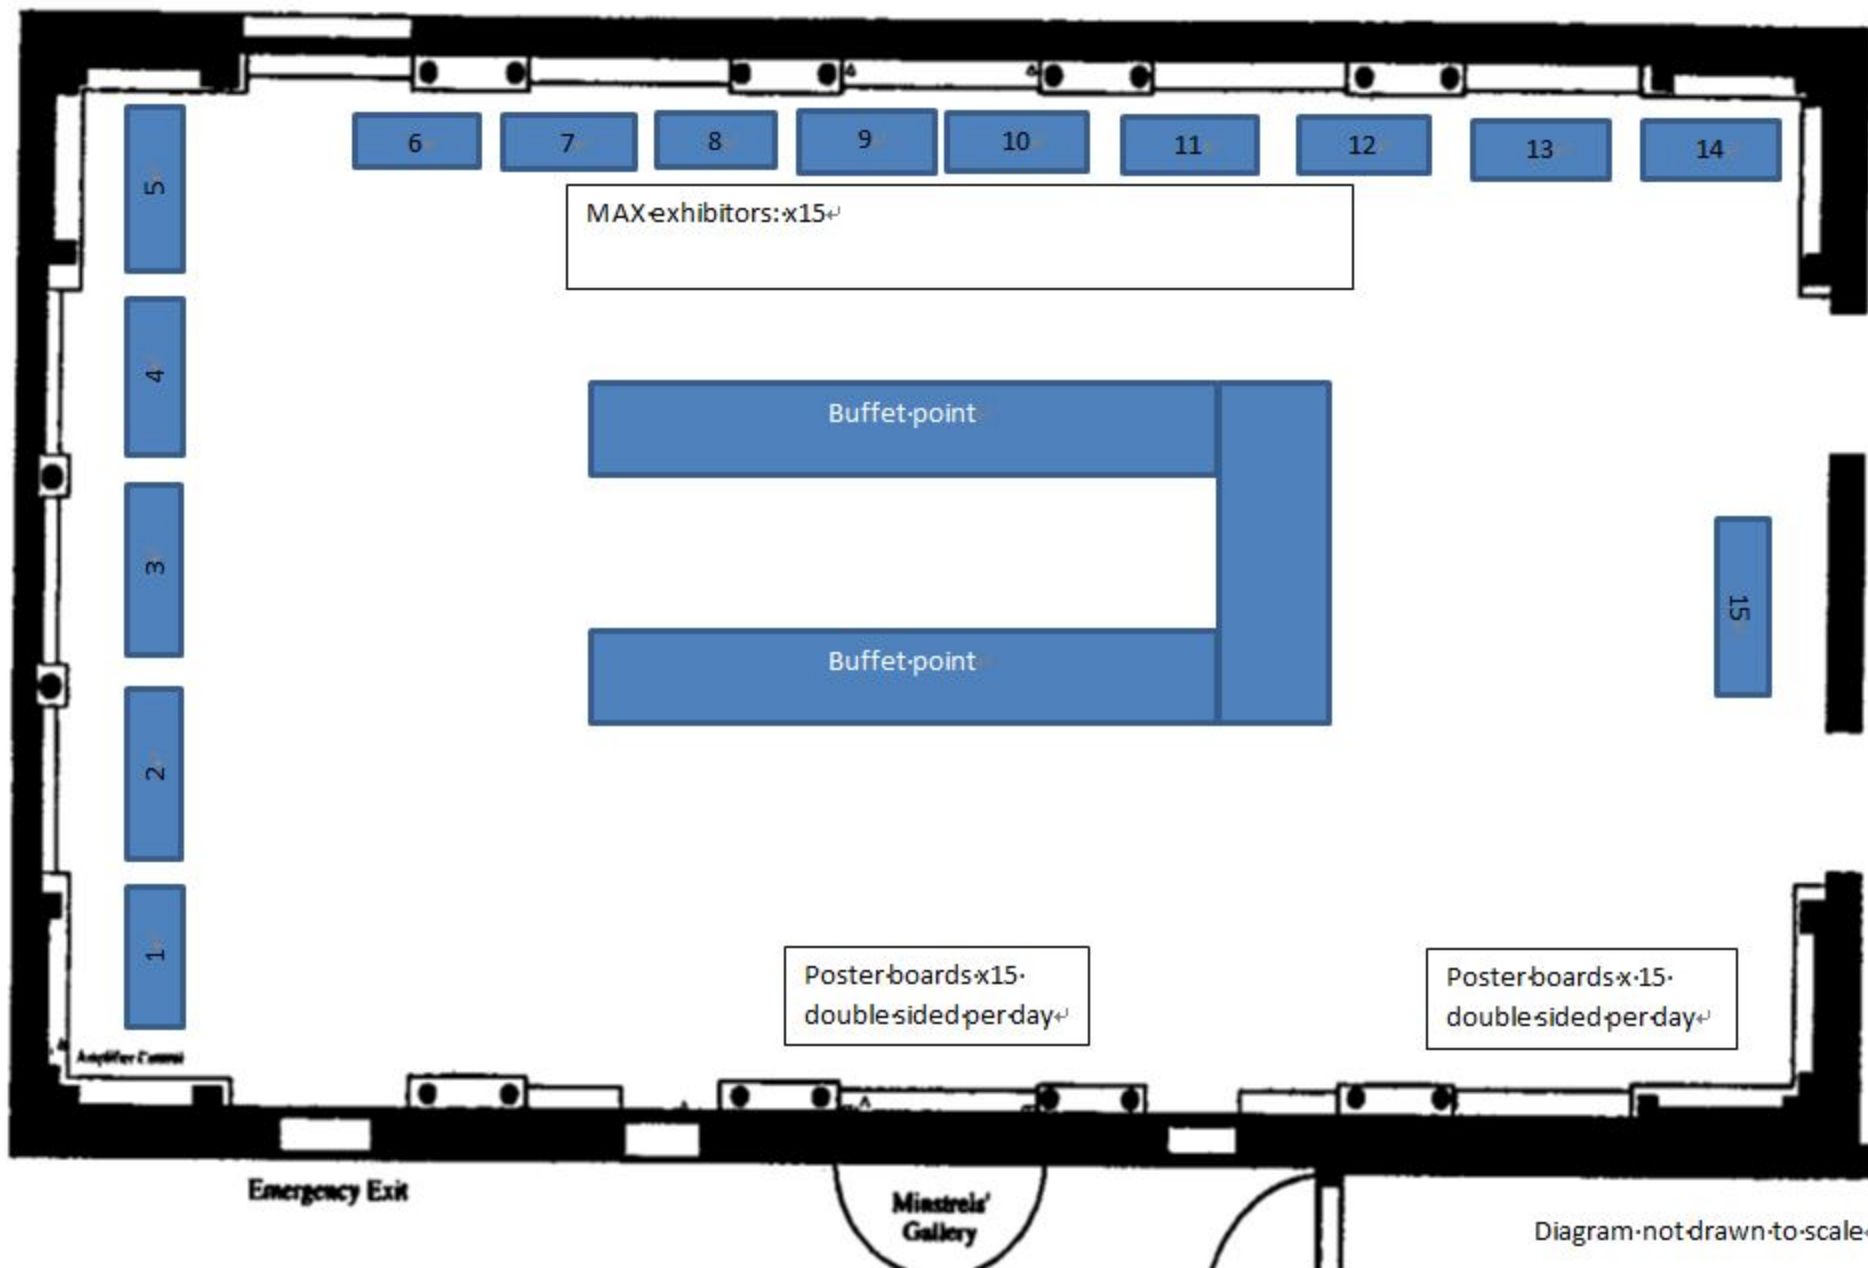 5
6
7
8
9
10
11
12
13
14
MAX exhibitors: x15
4
Buffet point
3
15
Buffet point
2
1
Poster boards x15
double sided per day
Poster boards x 15
double sided per day
Amplifier Control
Emergency Exit
Minstrels'
Gallery
Diagram not drawn to scale